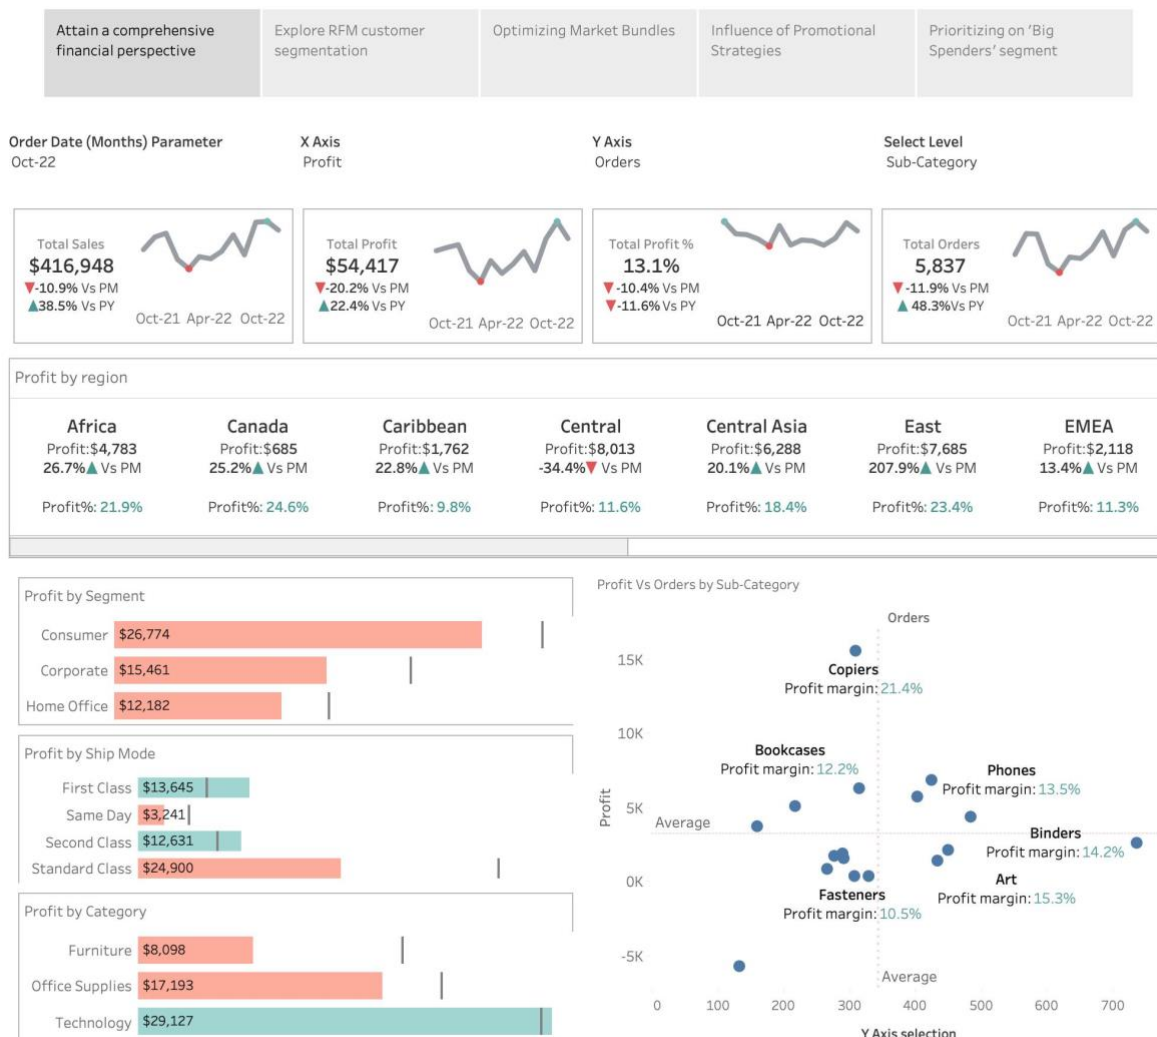 Attain a comprehensive
financial perspective
Explore RFM customer
segmentation
Optimizing Market Bundles
Influence of Promotional
Strategies
Prioritizing on 'Big
Spenders' segment
Order Date (Months) Parameter
Oct-22
X Axis
Profit
Y Axis
Orders
Select Level
Sub-Category
Total Sales
$416,948
▼-10.9% Vs PM
▲38.5% Vs PY
Oct-21 Apr-22 Oct-22
Total Profit
$54,417
▼-20.2% Vs PM
▲22.4% Vs PY
Oct-21 Apr-22 Oct-22
Total Profit %
13.1%
▼-10.4% Vs PM
▼-11.6% Vs PY
Oct-21 Apr-22 Oct-22
Total Orders
5,837
▼-11.9% Vs PM
▲ 48.3% Vs PY
Oct-21 Apr-22 Oct-22
Profit by region
Africa
Profit:$4,783
26.7%▲ Vs PM
Profit%: 21.9%
Canada
Profit:$685
25.2%▲ Vs PM
Profit%: 24.6%
Caribbean
Profit:$1,762
22.8%▲ Vs PM
Profit%: 9.8%
Central
Profit:$8,013
-34.4%▼ Vs PM
Profit%: 11.6%
Central Asia
Profit:$6,288
20.1%▲ Vs PM
Profit%: 18.4%
East
Profit:$7,685
207.9%▲ Vs PM
Profit%: 23.4%
EMEA
Profit:$2,118
13.4%▲ Vs PM
Profit%: 11.3%
Profit by Segment
Consumer $26,774
Corporate $15,461
Home Office $12,182
Profit by Ship Mode
First Class $13,645
Same Day $3,241
Second Class $12,631
Standard Class $24,900
Profit by Category
Furniture $8,098
Office Supplies $17,193
Technology $29,127
Profit Vs Orders by Sub-Category
Orders
15K
Copiers
Profit margin: 21.4%
10K
Bookcases
Profit margin: 12.2%
Phones
Profit margin: 13.5%
5K
Profit
Average
Binders
Profit margin: 14.2%
0K
Art
Profit margin: 15.3%
Fasteners
Profit margin: 10.5%
-5K
Average
0 100 200 300 400 500 600 700
Y Axis selection